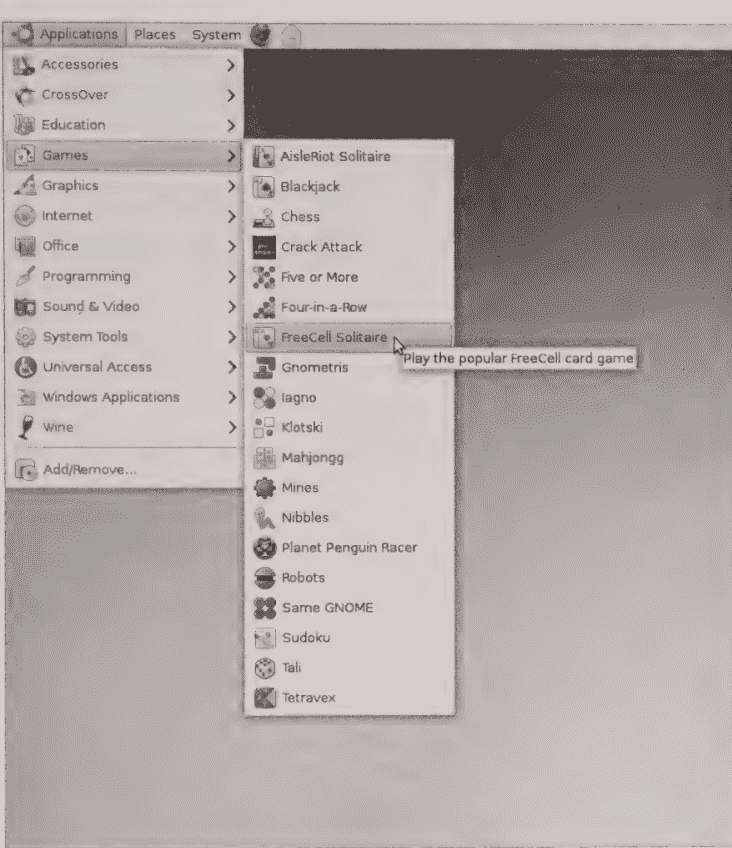 Applications Places System
Accessories
CrossOver
Education
Games
Graphics
Internet
Office
Programming
Sound & Video
System Tools
Universal Access
Windows Applications
Wine
Add/Remove...
AisleRiot Solitaire
Blackjack
Chess
Crack Attack
Five or More
Four-in-a-Row
FreeCell Solitaire
Play the popular FreeCell card game
Gnometris
Iagno
Klotski
Mahjongg
Mines
Nibbles
Planet Penguin Racer
Robots
Same GNOME
Sudoku
Tali
Tetravex